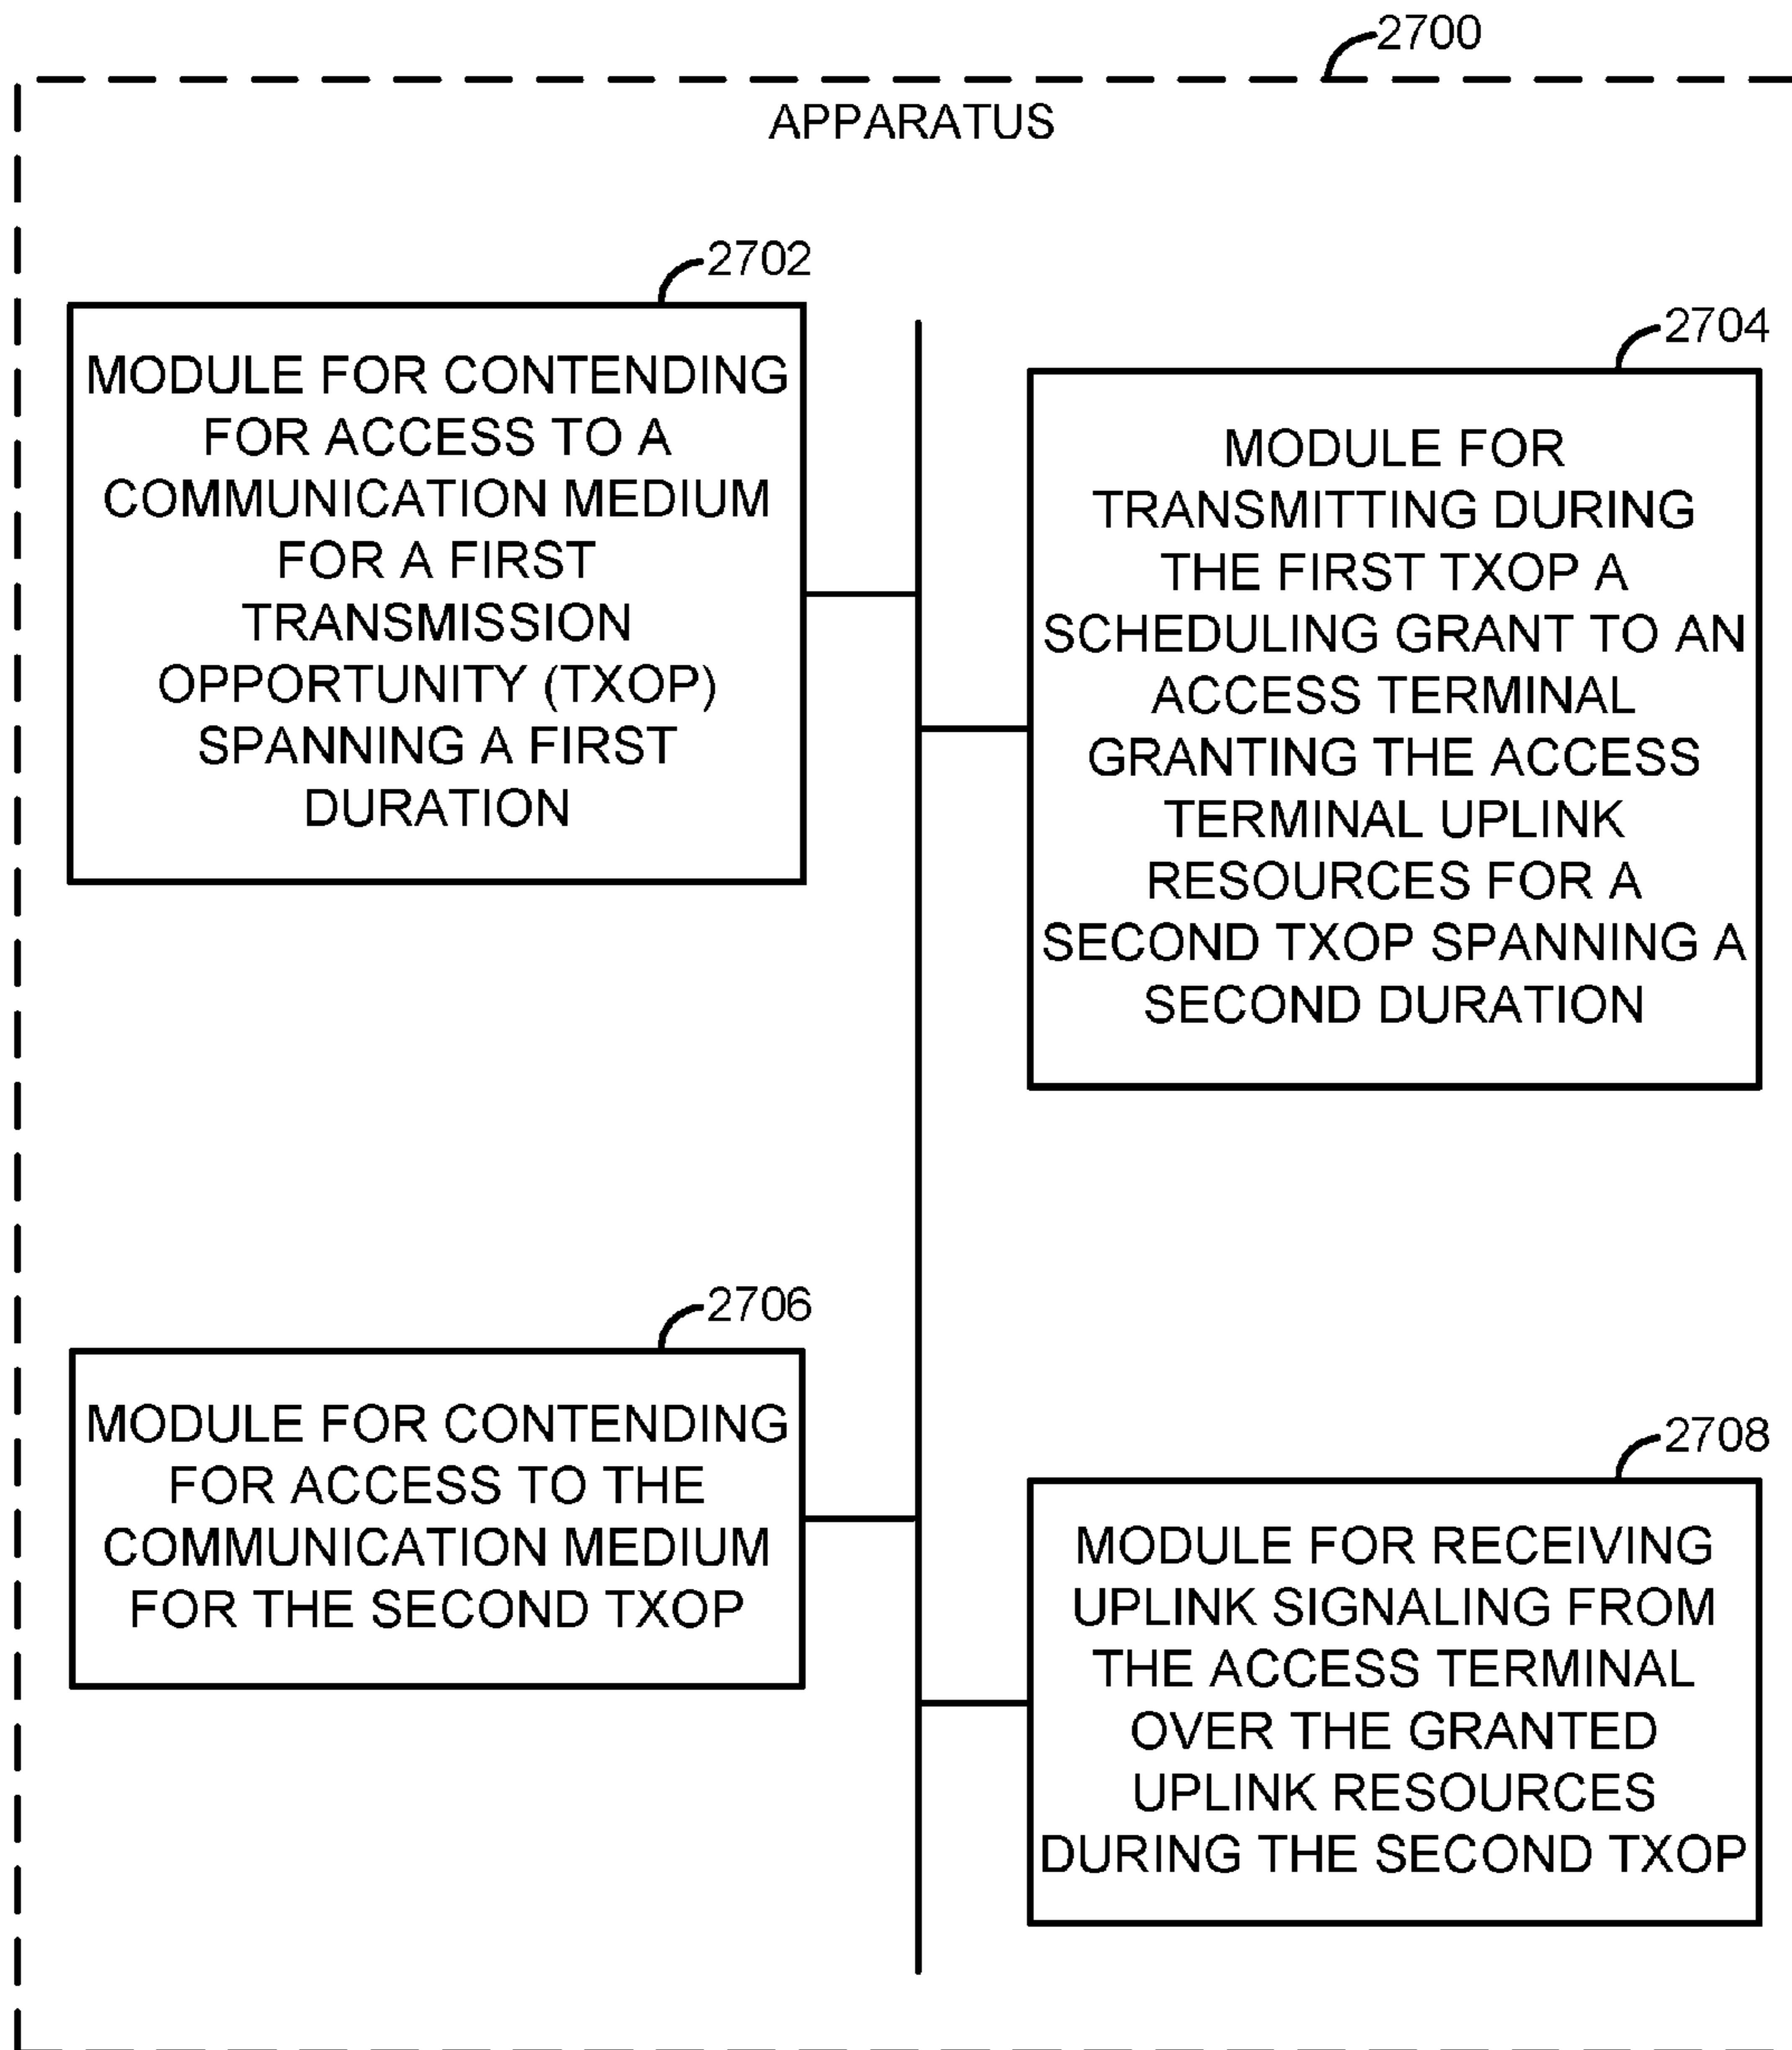 2700
APPARATUS
2702
MODULE FOR CONTENDING
FOR ACCESS TO A
COMMUNICATION MEDIUM
FOR A FIRST
TRANSMISSION
OPPORTUNITY (TXOP)
SPANNING A FIRST
DURATION
2704
MODULE FOR
TRANSMITTING DURING
THE FIRST TXOP A
SCHEDULING GRANT TO AN
ACCESS TERMINAL
GRANTING THE ACCESS
TERMINAL UPLINK
RESOURCES FOR A
SECOND TXOP SPANNING A
SECOND DURATION
2706
MODULE FOR CONTENDING
FOR ACCESS TO THE
COMMUNICATION MEDIUM
FOR THE SECOND TXOP
2708
MODULE FOR RECEIVING
UPLINK SIGNALING FROM
THE ACCESS TERMINAL
OVER THE GRANTED
UPLINK RESOURCES
DURING THE SECOND TXOP